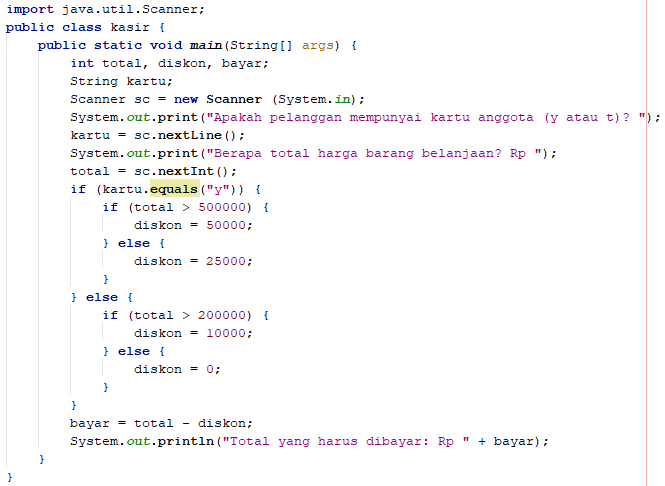 import java.util.Scanner;
public class kasir {
    public static void main(String[] args) {
        int total, diskon, bayar;
        String kartu;
        Scanner sc = new Scanner (System.in);
        System.out.print("Apakah pelanggan mempunyai kartu anggota (y atau t)? ");
        kartu = sc.nextLine();
        System.out.print("Berapa total harga barang belanjaan? Rp ");
        total = sc.nextInt();
        if (kartu.equals("y")) {
            if (total > 500000) {
                diskon = 50000;
            } else {
                diskon = 25000;
            }
        } else {
            if (total > 200000) {
                diskon = 10000;
            } else {
                diskon = 0;
            }
        }
        bayar = total - diskon;
        System.out.println("Total yang harus dibayar: Rp " + bayar);
    }
}